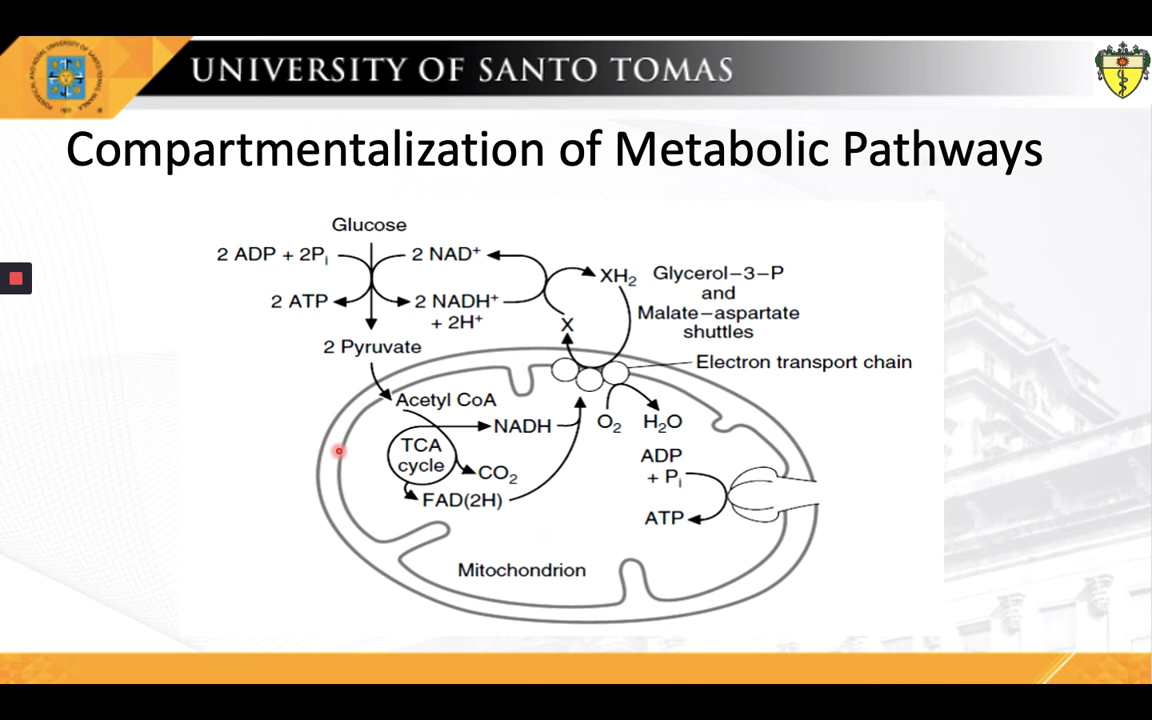 UNIVERSITY OF SANTO TOMAS
Compartmentalization of Metabolic Pathways
Glucose
2 ADP + 2Pi
2 NAD⁺
2 ATP
2 NADH⁺
+ 2H⁺
XH₂
Glycerol–3–P
and
Malate–aspartate
shuttles
X
2 Pyruvate
Electron transport chain
Acetyl CoA
NADH
O₂
H₂O
TCA
cycle
CO₂
FAD(2H)
ADP
+ Pi
ATP
Mitochondrion